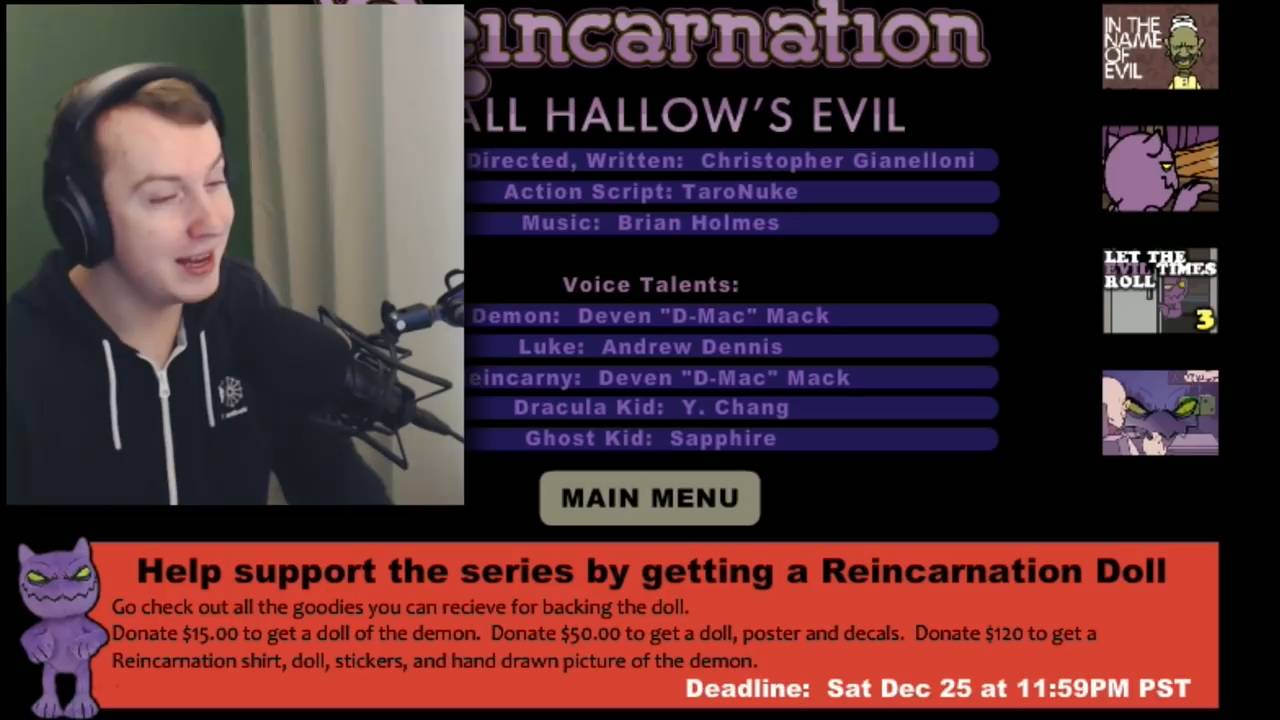 eincarnation
ALL HALLOW'S EVIL
Directed, Written: Christopher Gianelloni
Action Script: TaroNuke
Music: Brian Holmes
Voice Talents:
Demon: Deven "D-Mac" Mack
Luke: Andrew Dennis
eincarny: Deven "D-Mac" Mack
Dracula Kid: Y. Chang
Ghost Kid: Sapphire
MAIN MENU
IN THE
NAME
OF
EVIL
LET THE
EVIL TIMES
ROLL
3
Help support the series by getting a Reincarnation Doll
Go check out all the goodies you can recieve for backing the doll.
Donate $15.00 to get a doll of the demon. Donate $50.00 to get a doll, poster and decals. Donate $120 to get a
Reincarnation shirt, doll, stickers, and hand drawn picture of the demon.
Deadline: Sat Dec 25 at 11:59PM PST